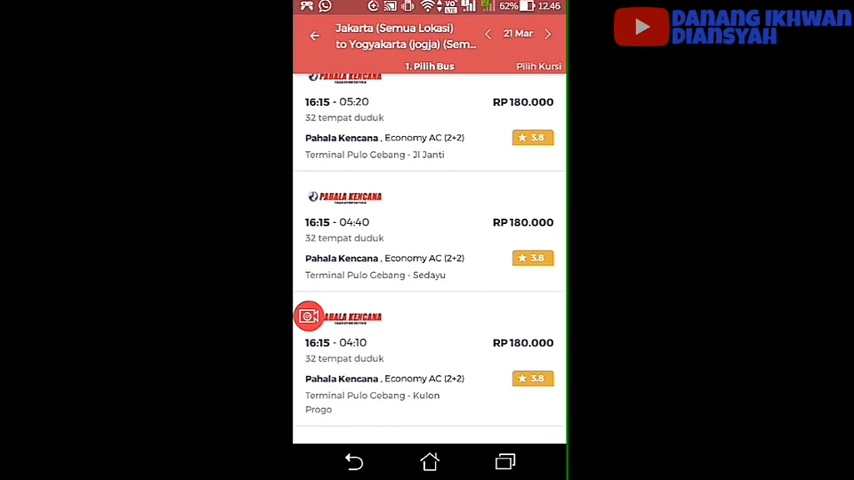 62% 12.46
DANANG IKHWAN
DIANSYAH
Jakarta (Semua Lokasi)
to Yogyakarta (jogja) (Sem...
21 Mar
1. Pilih Bus
Pilih Kursi
PAHALA KENCANA
16:15 - 05:20
RP 180.000
32 tempat duduk
Pahala Kencana , Economy AC (2+2)
3.8
Terminal Pulo Gebang - Jl Janti
PAHALA KENCANA
16:15 - 04:40
RP 180.000
32 tempat duduk
Pahala Kencana , Economy AC (2+2)
3.8
Terminal Pulo Gebang - Sedayu
PAHALA KENCANA
16:15 - 04:10
RP 180.000
32 tempat duduk
Pahala Kencana , Economy AC (2+2)
3.8
Terminal Pulo Gebang - Kulon
Progo